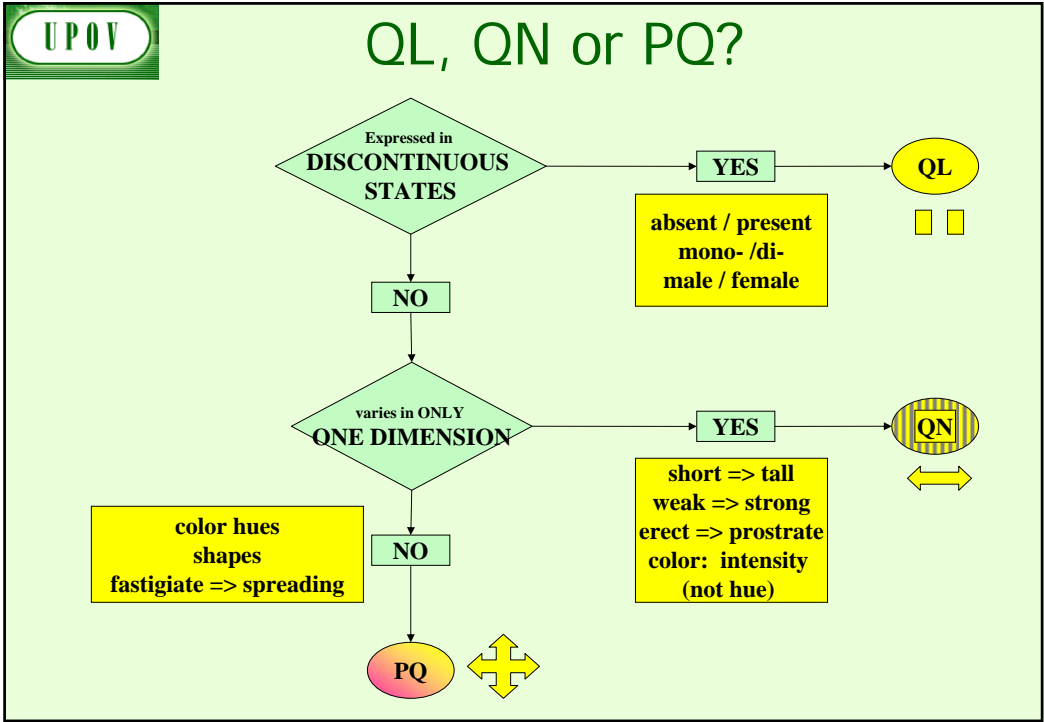 UPOV
QL, QN or PQ?
Expressed in
DISCONTINUOUS
STATES
YES
QL
absent / present
mono- /di-
male / female
NO
varies in ONLY
ONE DIMENSION
YES
QN
short => tall
weak => strong
erect => prostrate
color: intensity
(not hue)
color hues
shapes
fastigiate => spreading
NO
PQ